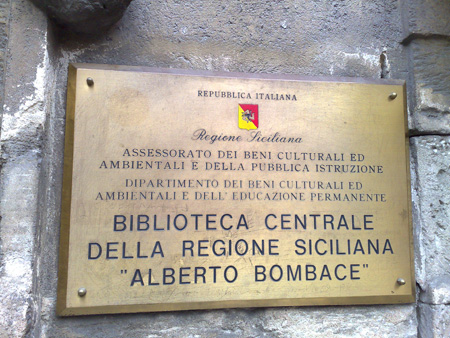 REPUBBLICA ITALIANA
Regione Siciliana
ASSESSORATO DEI BENI CULTURALI ED
AMBIENTALI E DELLA PUBBLICA ISTRUZIONE
DIPARTIMENTO DEI BENI CULTURALI ED
AMBIENTALI E DELL'EDUCAZIONE PERMANENTE
BIBLIOTECA CENTRALE
DELLA REGIONE SICILIANA
"ALBERTO BOMBACE"